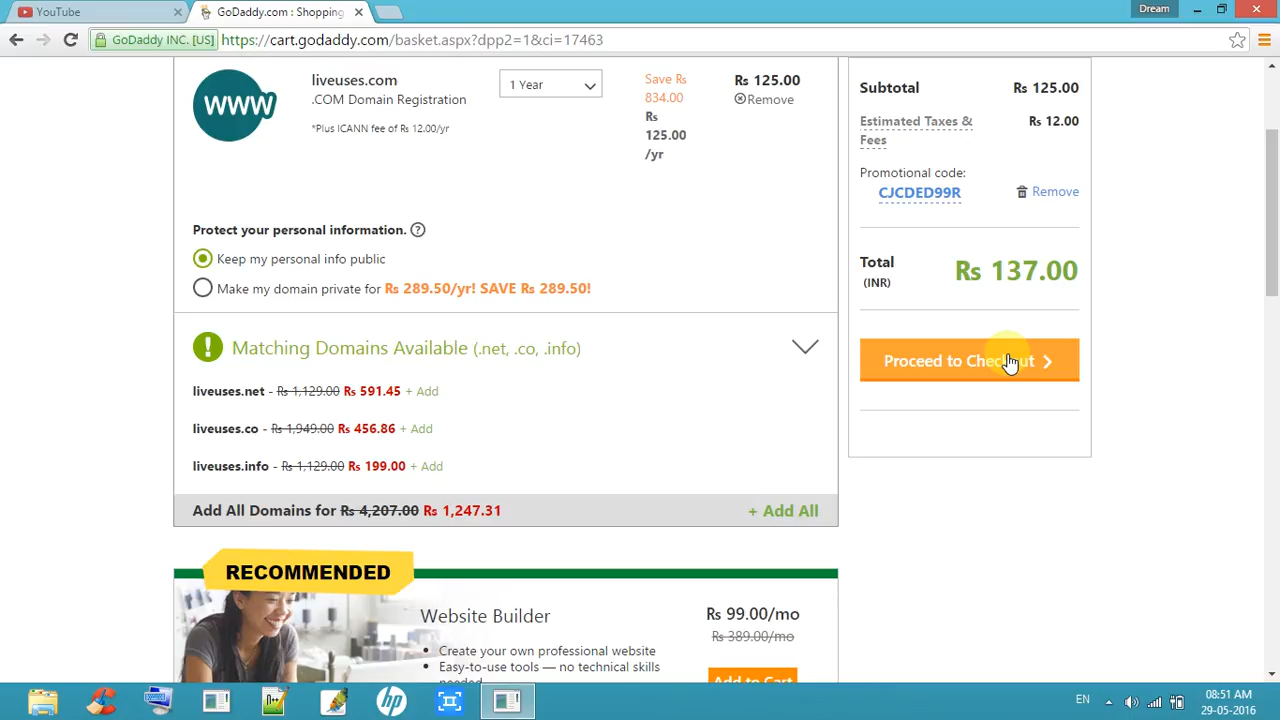 YouTube
GoDaddy.com : Shopping
Dream
GoDaddy INC. [US]
https://cart.godaddy.com/basket.aspx?dpp2=1&ci=17463
WWW
liveuses.com
.COM Domain Registration
*Plus ICANN fee of Rs 12.00/yr
1 Year
Save Rs
834.00
Rs
125.00
/yr
Rs 125.00
Remove
Protect your personal information. ?
Keep my personal info public
Make my domain private for Rs 289.50/yr! SAVE Rs 289.50!
! Matching Domains Available (.net, .co, .info)
liveuses.net - Rs 1,129.00 Rs 591.45 + Add
liveuses.co - Rs 1,949.00 Rs 456.86 + Add
liveuses.info - Rs 1,129.00 Rs 199.00 + Add
Add All Domains for Rs 4,207.00 Rs 1,247.31 + Add All
RECOMMENDED
Website Builder
• Create your own professional website
• Easy-to-use tools — no technical skills
needed
Rs 99.00/mo
Rs 389.00/mo
Add to Cart
Subtotal Rs 125.00
Estimated Taxes & Rs 12.00
Fees
Promotional code:
CJCDED99R Remove
Total Rs 137.00
(INR)
Proceed to Checkout
hp
EN
08:51 AM
29-05-2016